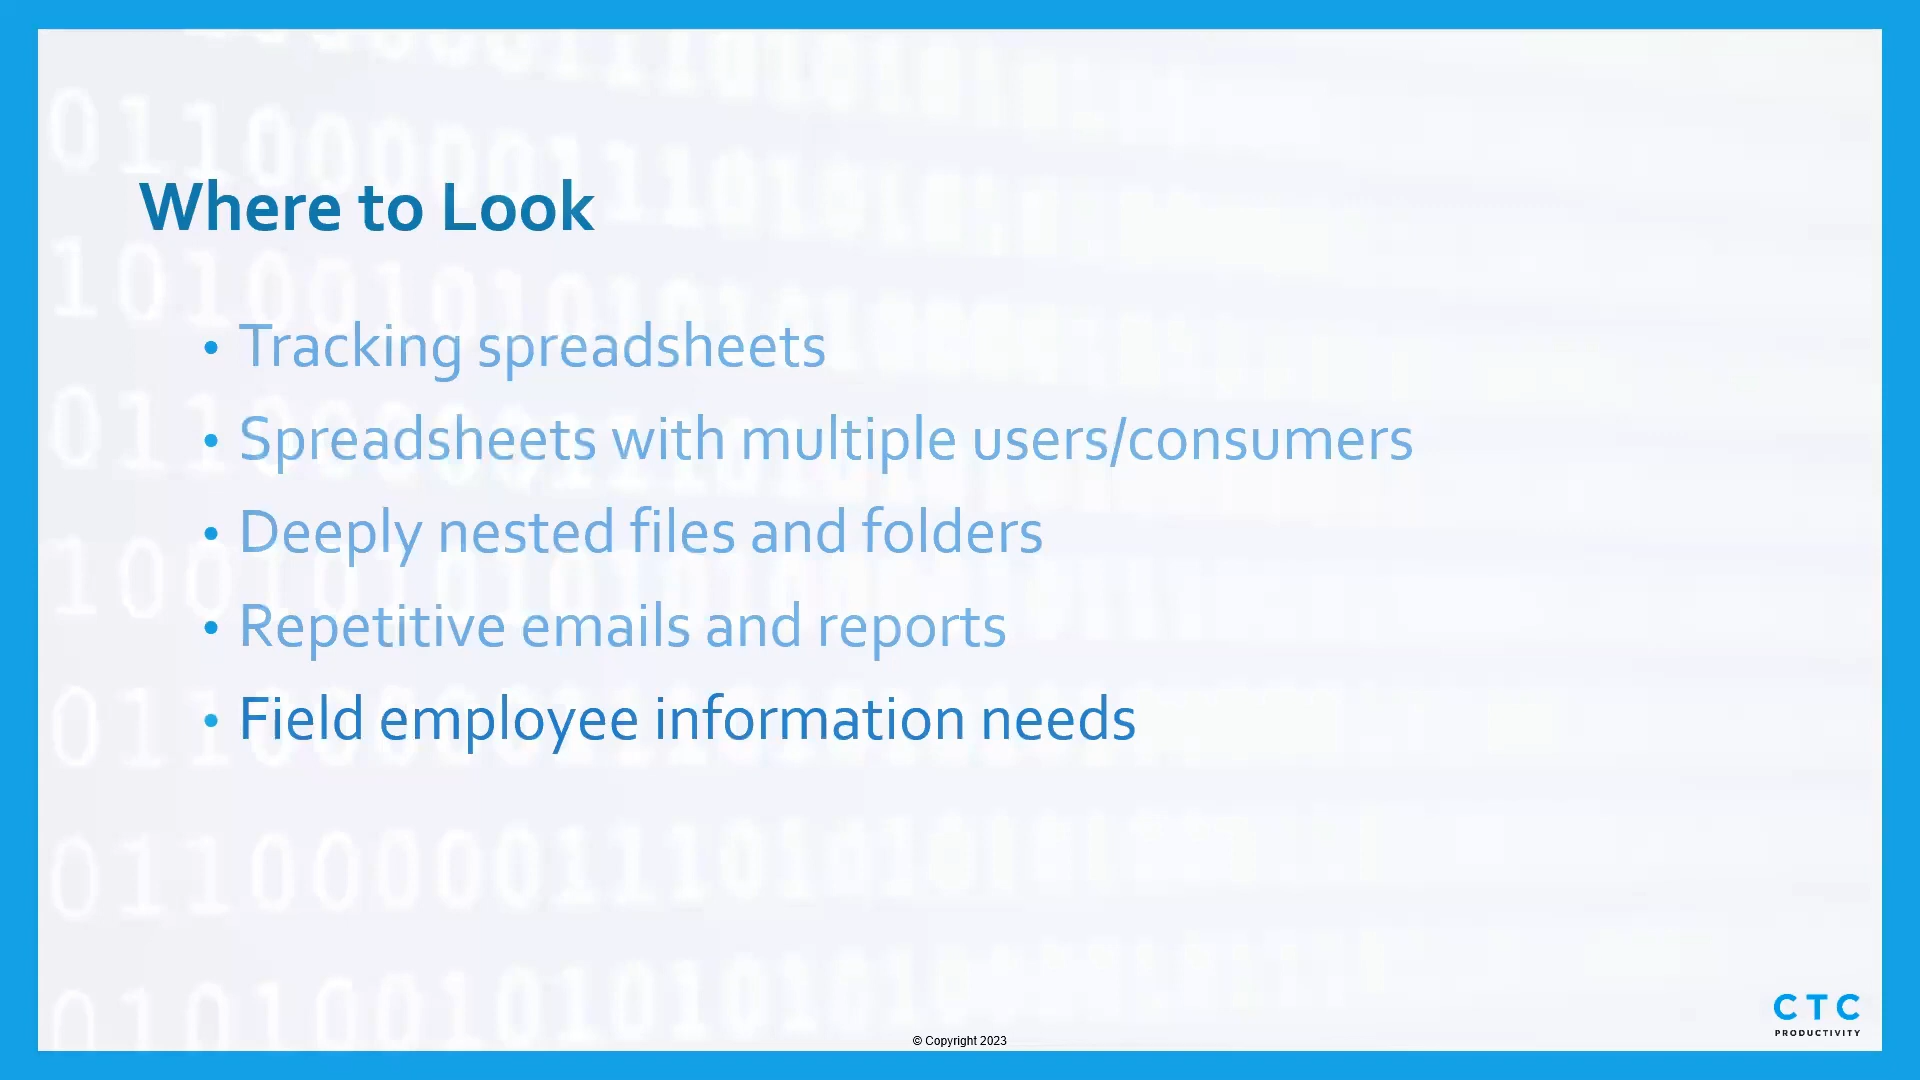 Where to Look
• Tracking spreadsheets
• Spreadsheets with multiple users/consumers
• Deeply nested files and folders
• Repetitive emails and reports
• Field employee information needs
CTC
PRODUCTIVITY
© Copyright 2023